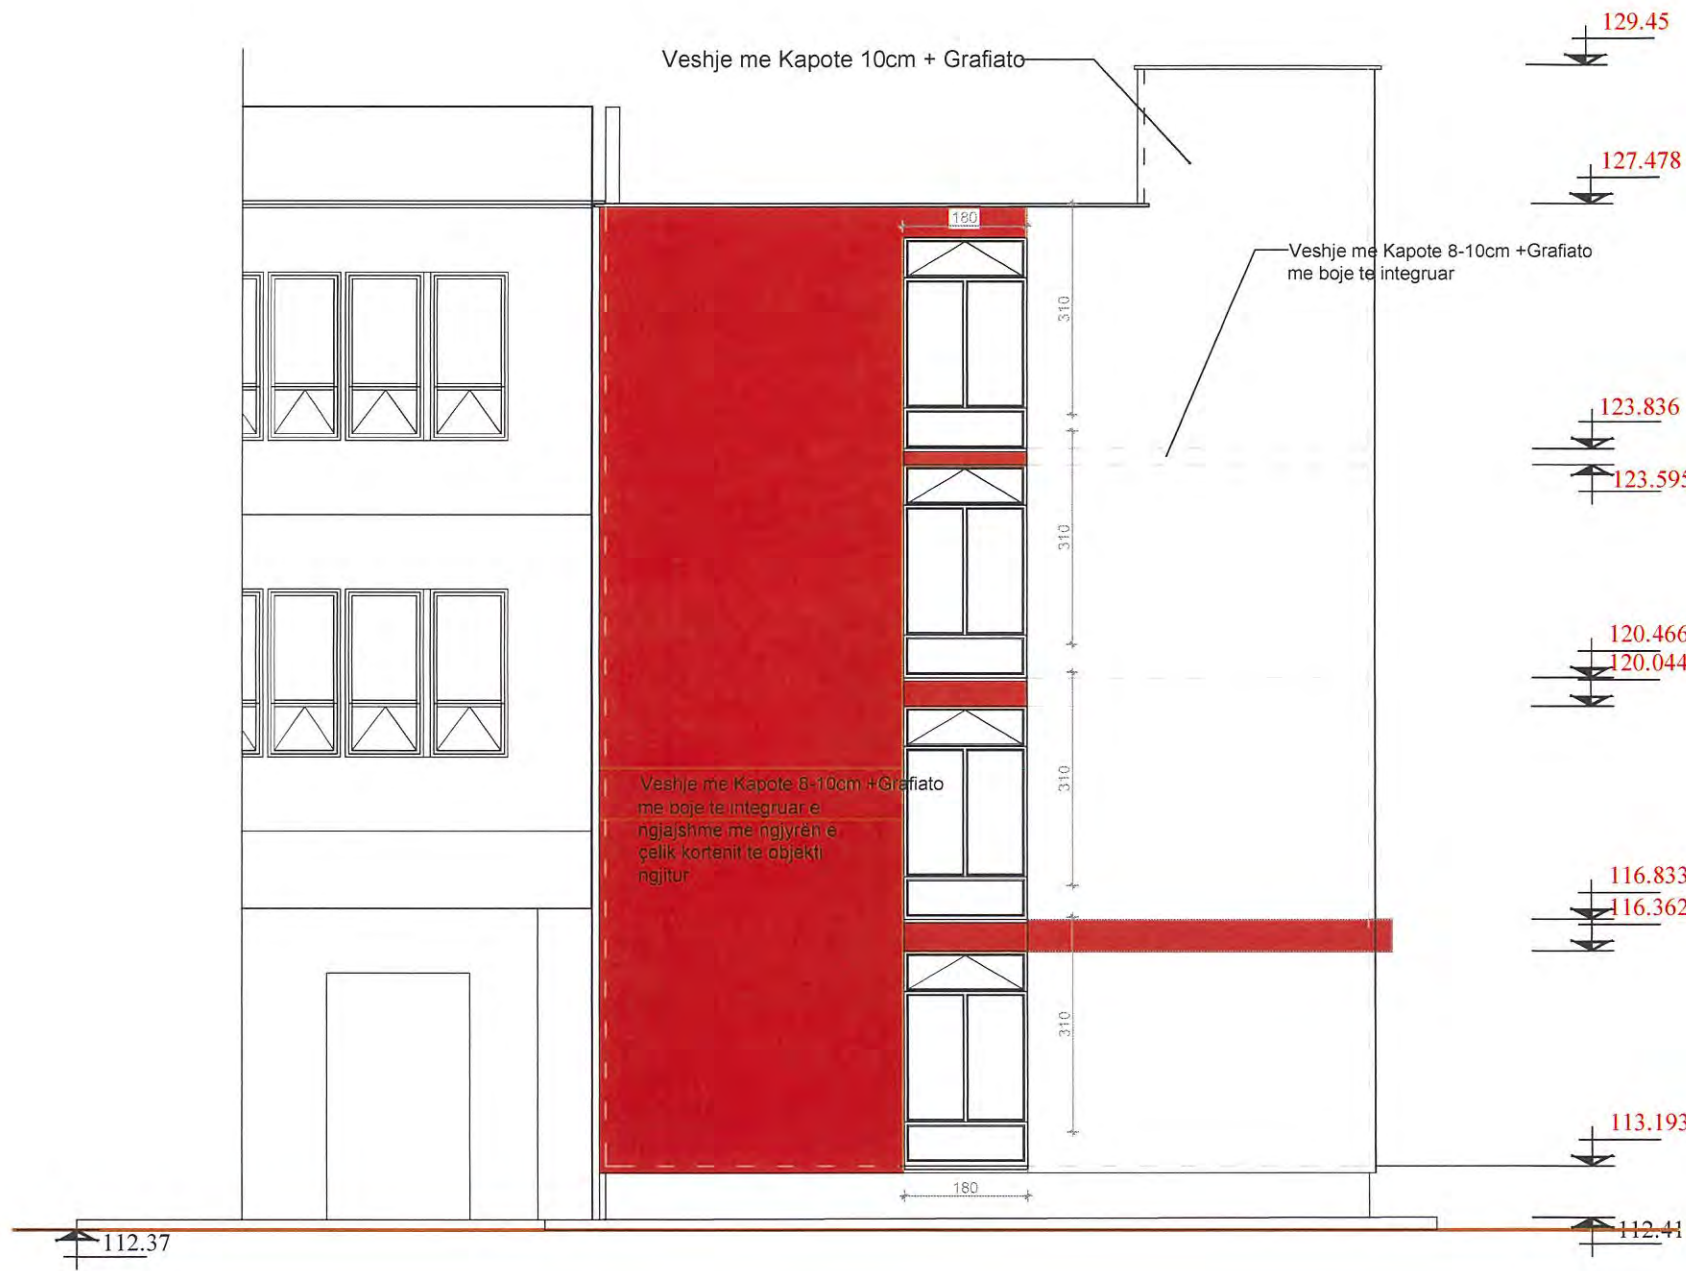 129.45
Veshje me Kapote 10cm + Grafiato
127.478
180
Veshje me Kapote 8-10cm +Grafiato
me boje te integruar
310
123.836
123.595
310
120.466
120.044
310
Veshje me Kapote 8-10cm +Grafiato
me boje te integruar e
ngjajshme me ngjyrën e
çelik kortenit te objekti
ngjitur
116.833
116.362
310
113.193
180
112.37
112.41